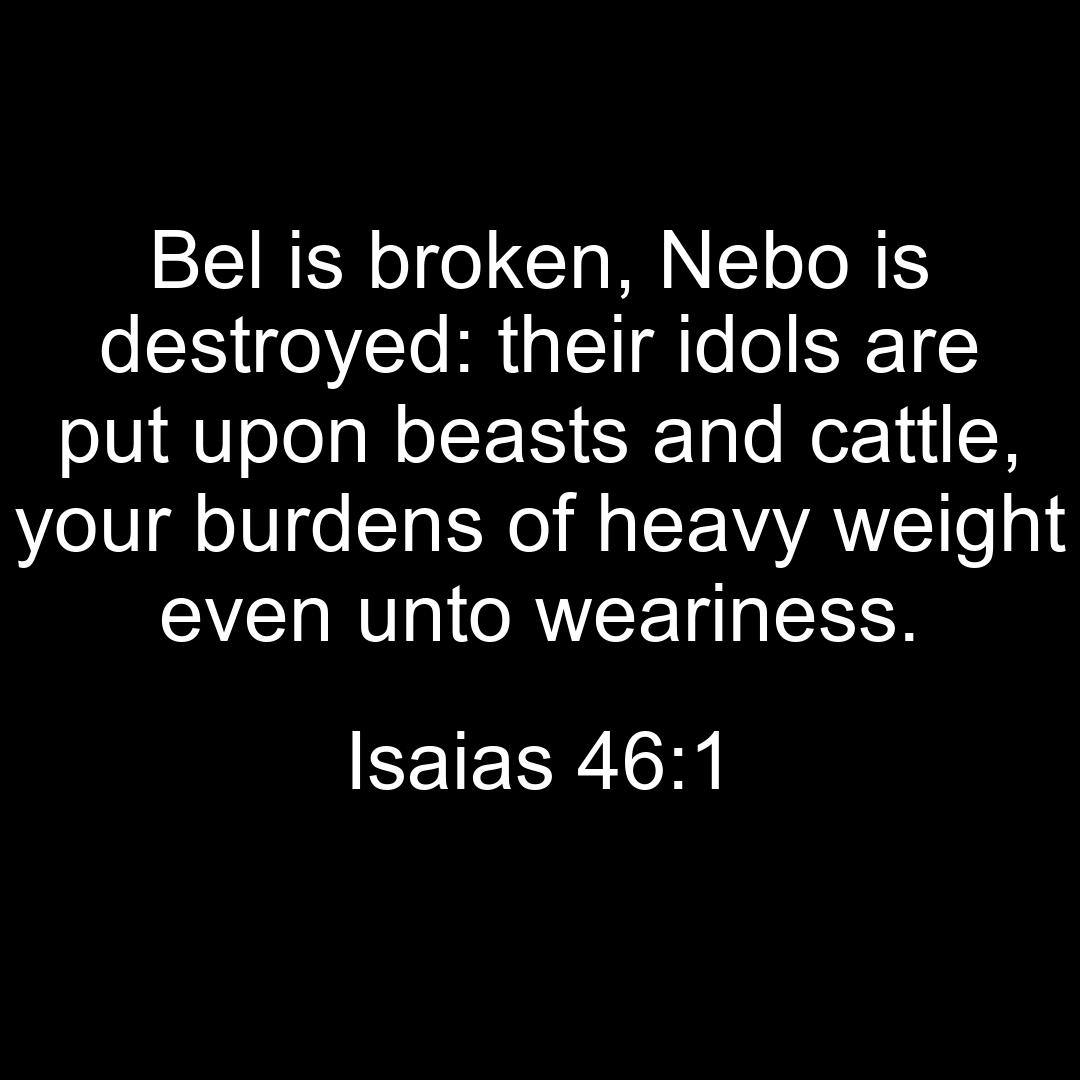 Bel is broken, Nebo is
destroyed: their idols are
put upon beasts and cattle,
your burdens of heavy weight
even unto weariness.
Isaias 46:1